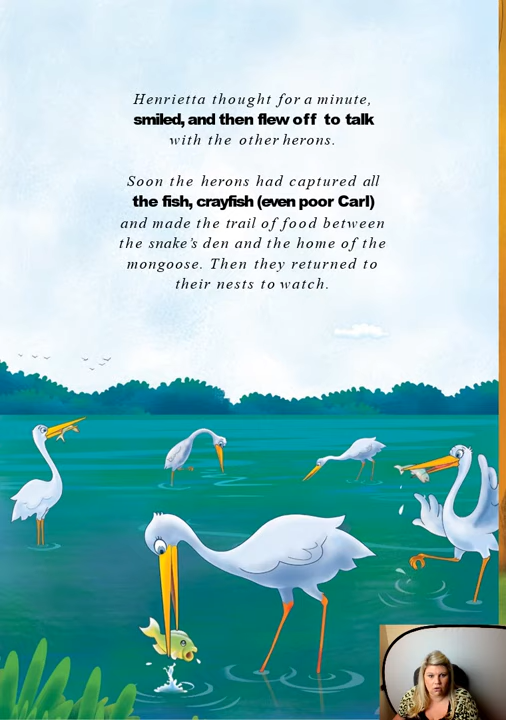 Henrietta thought for a minute,
smiled, and then flew off to talk
with the other herons.
Soon the herons had captured all
the fish, crayfish (even poor Carl)
and made the trail of food between
the snake's den and the home of the
mongoose. Then they returned to
their nests to watch.